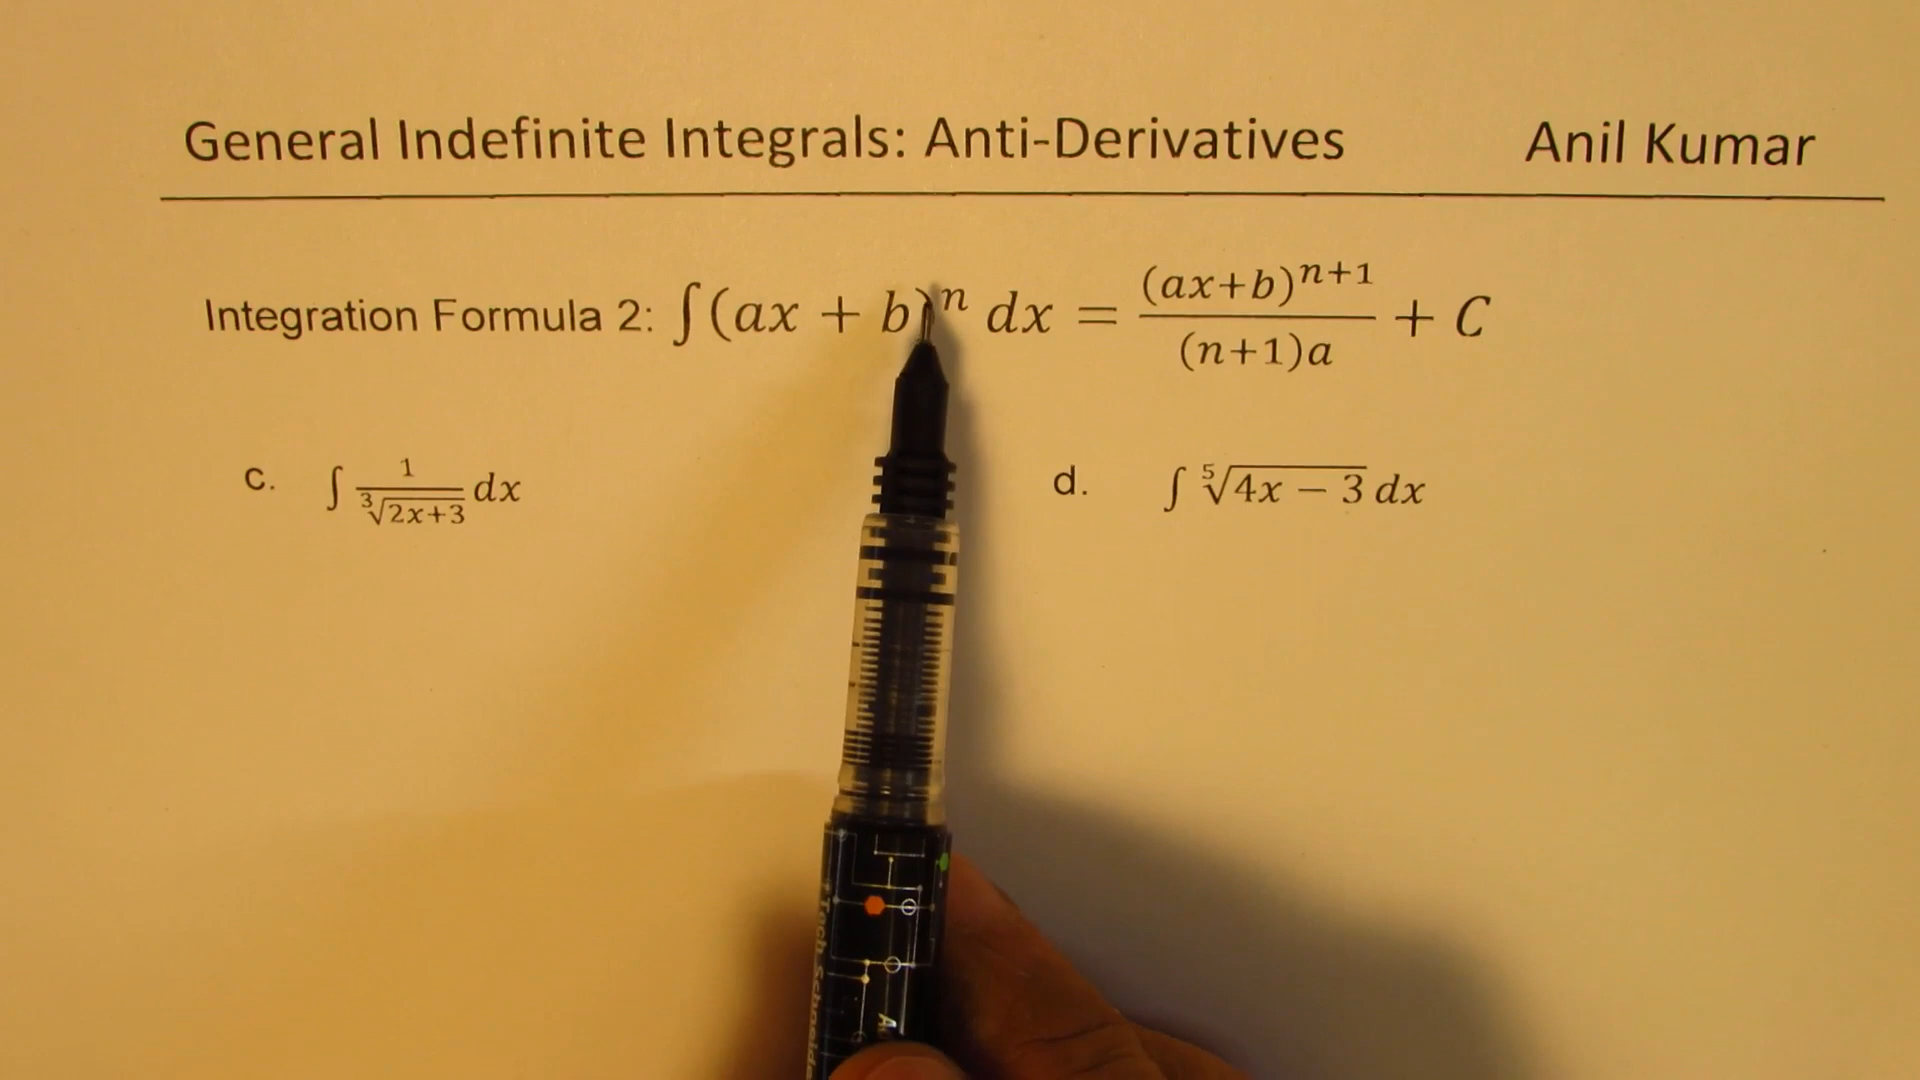 General Indefinite Integrals: Anti-Derivatives Anil Kumar
Integration Formula 2: ∫(ax + b)ⁿ dx = (ax+b)ⁿ⁺¹ / (n+1)a + C
c. ∫ 1/∛(2x+3) dx d. ∫ ⁵√(4x − 3) dx